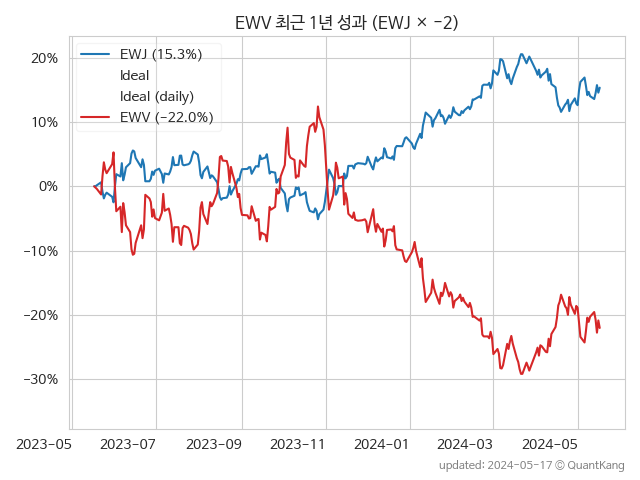 EWV 최근 1년 성과 (EWJ × −2)
EWJ (15.3%)
Ideal
Ideal (daily)
EWV (−22.0%)
20%
10%
0%
−10%
−20%
−30%
2023−05 2023−07 2023−09 2023−11 2024−01 2024−03 2024−05
updated: 2024−05−17 © QuantKang